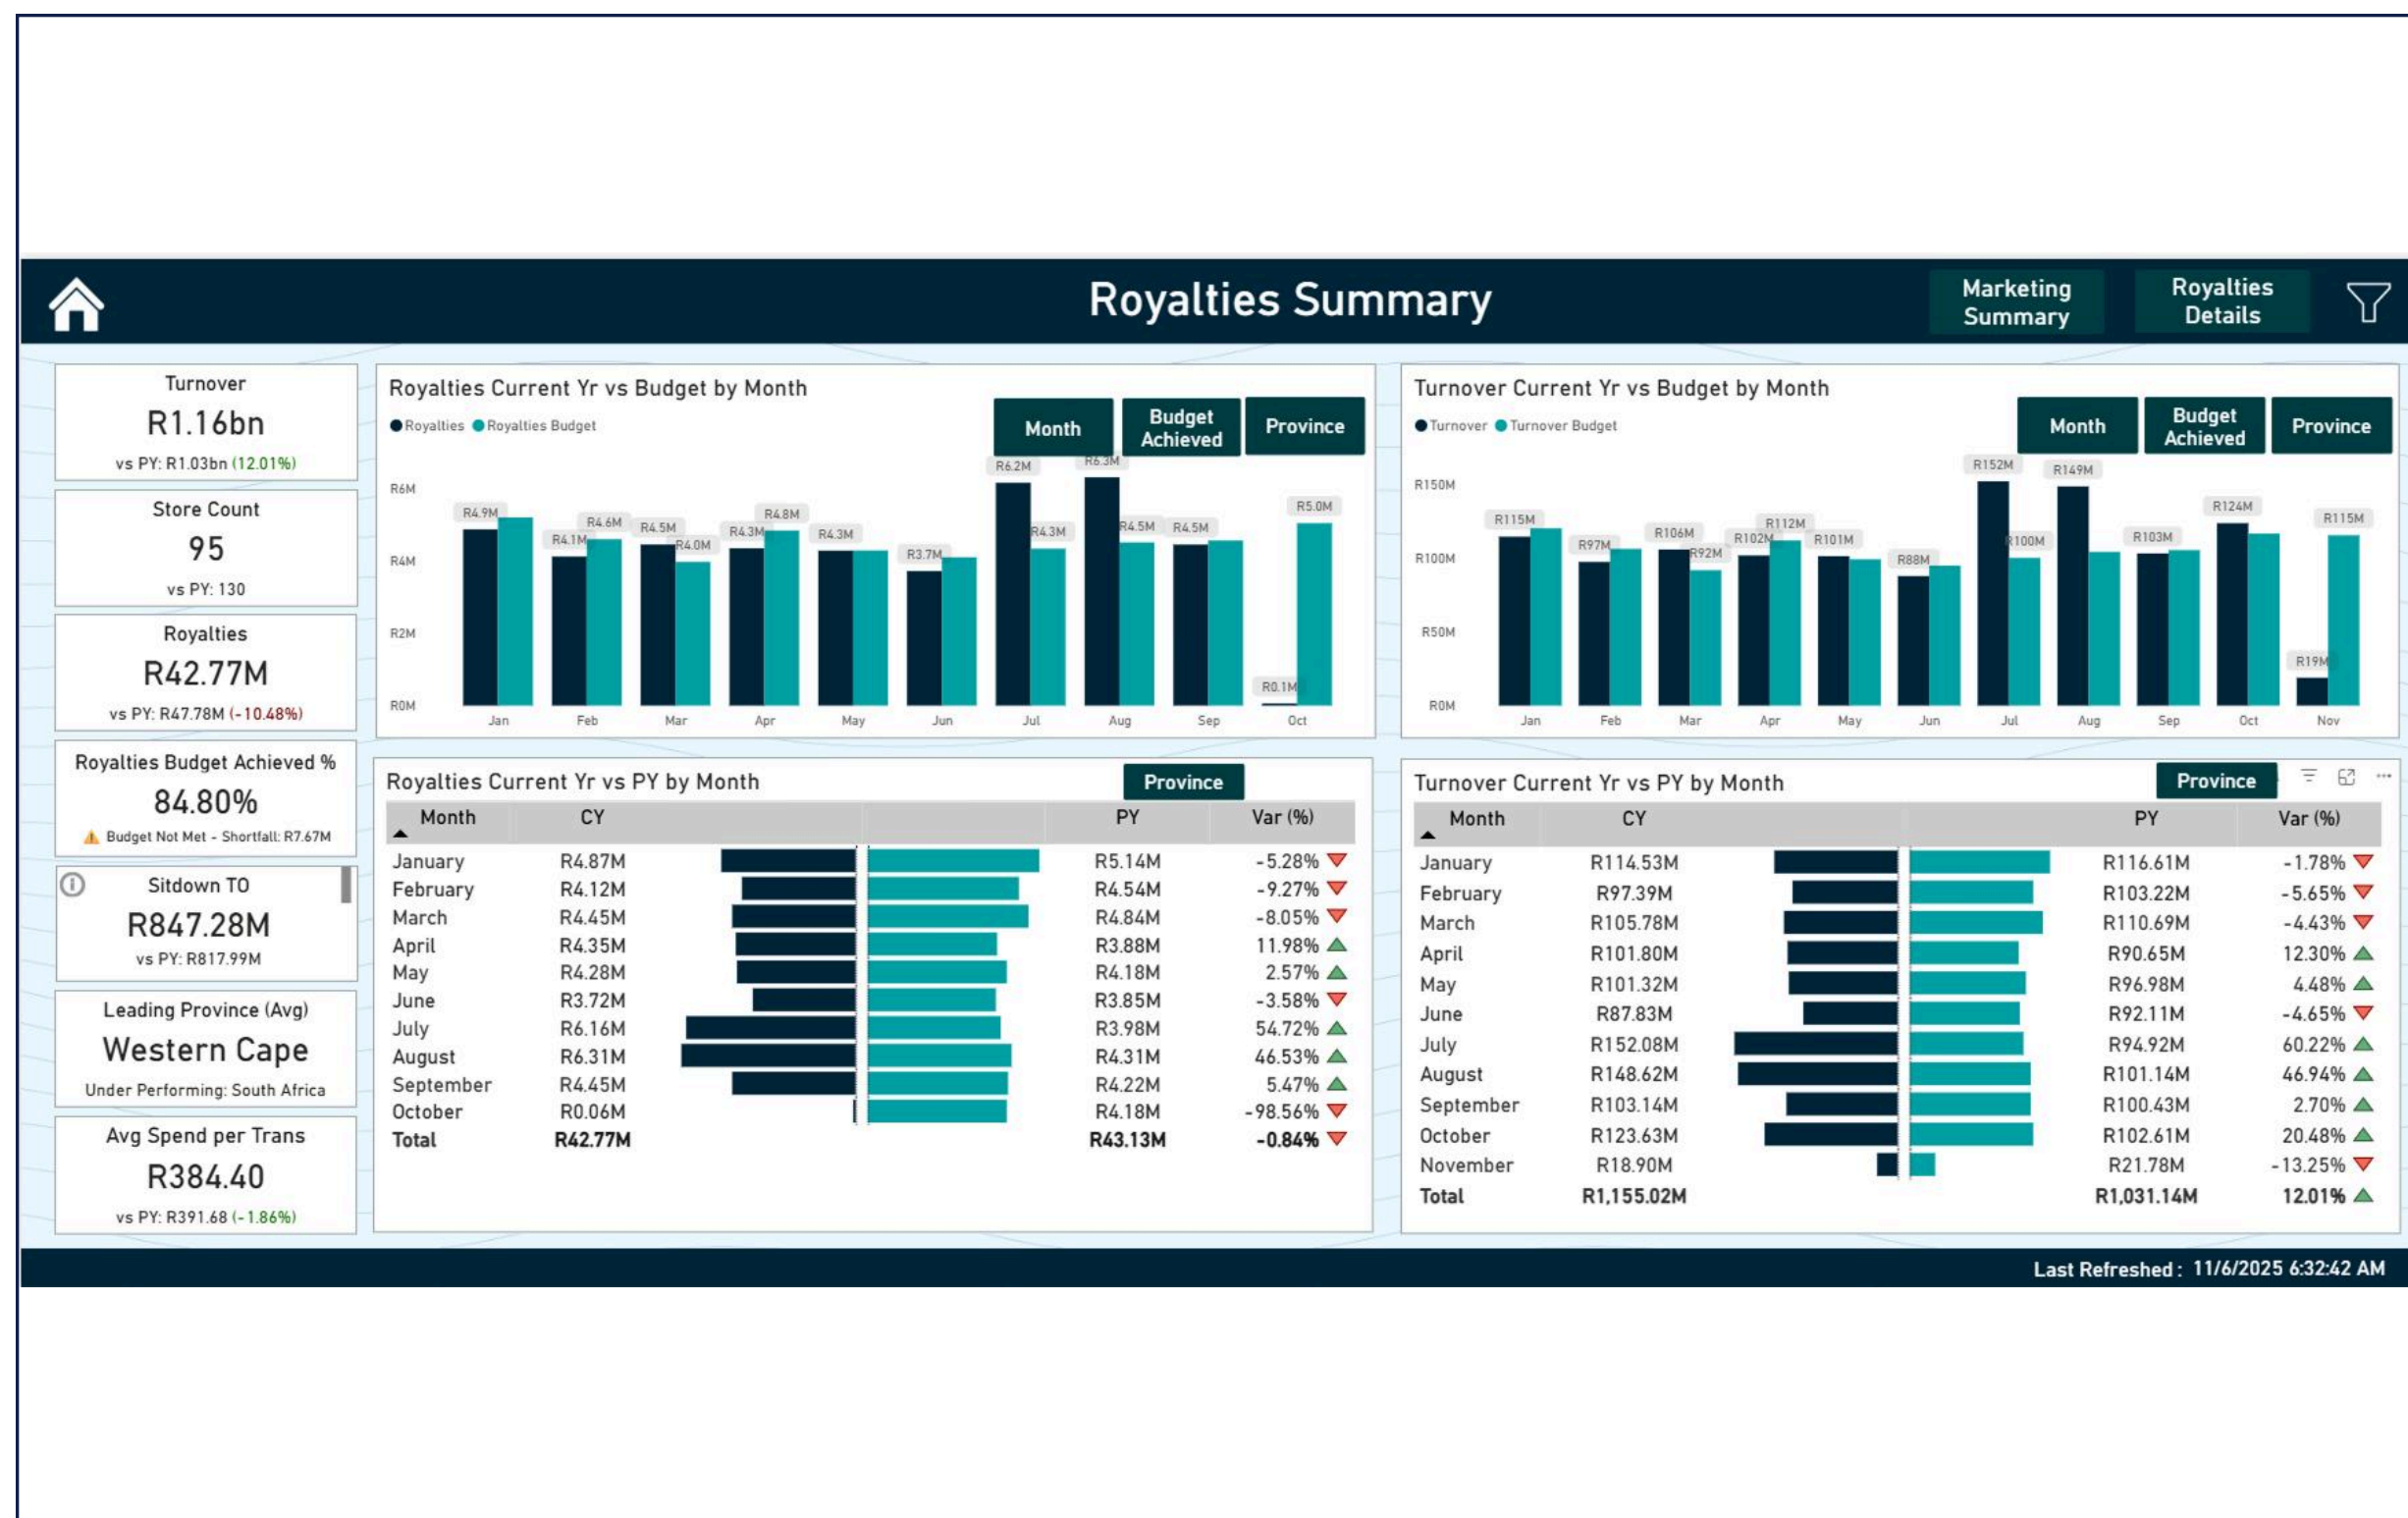 Royalties Summary
Marketing
Summary
Royalties
Details
Turnover
R1.16bn
vs PY: R1.03bn (12.01%)
Store Count
95
vs PY: 130
Royalties
R42.77M
vs PY: R47.78M (-10.48%)
Royalties Budget Achieved %
84.80%
Budget Not Met - Shortfall: R7.67M
Sitdown TO
R847.28M
vs PY: R817.99M
Leading Province (Avg)
Western Cape
Under Performing: South Africa
Avg Spend per Trans
R384.40
vs PY: R391.68 (-1.86%)
Royalties Current Yr vs Budget by Month
Royalties Royalties Budget
Month
Budget
Achieved
Province
R6M
R4M
R2M
R0M
R4.9M
R4.1M R4.6M
R4.5M R4.0M
R4.3M R4.8M
R4.3M
R3.7M
R6.2M R4.3M
R6.3M R4.5M
R4.5M
R0.1M R5.0M
Jan Feb Mar Apr May Jun Jul Aug Sep Oct
Turnover Current Yr vs Budget by Month
Turnover Turnover Budget
Month
Budget
Achieved
Province
R150M
R100M
R50M
R0M
R115M
R97M
R106M R92M
R102M R112M
R101M
R88M
R152M R100M
R149M
R103M
R124M
R19M R115M
Jan Feb Mar Apr May Jun Jul Aug Sep Oct Nov
Royalties Current Yr vs PY by Month
Province
Month CY PY Var (%)
January R4.87M R5.14M -5.28%
February R4.12M R4.54M -9.27%
March R4.45M R4.84M -8.05%
April R4.35M R3.88M 11.98%
May R4.28M R4.18M 2.57%
June R3.72M R3.85M -3.58%
July R6.16M R3.98M 54.72%
August R6.31M R4.31M 46.53%
September R4.45M R4.22M 5.47%
October R0.06M R4.18M -98.56%
Total R42.77M R43.13M -0.84%
Turnover Current Yr vs PY by Month
Province
Month CY PY Var (%)
January R114.53M R116.61M -1.78%
February R97.39M R103.22M -5.65%
March R105.78M R110.69M -4.43%
April R101.80M R90.65M 12.30%
May R101.32M R96.98M 4.48%
June R87.83M R92.11M -4.65%
July R152.08M R94.92M 60.22%
August R148.62M R101.14M 46.94%
September R103.14M R100.43M 2.70%
October R123.63M R102.61M 20.48%
November R18.90M R21.78M -13.25%
Total R1,155.02M R1,031.14M 12.01%
Last Refreshed : 11/6/2025 6:32:42 AM